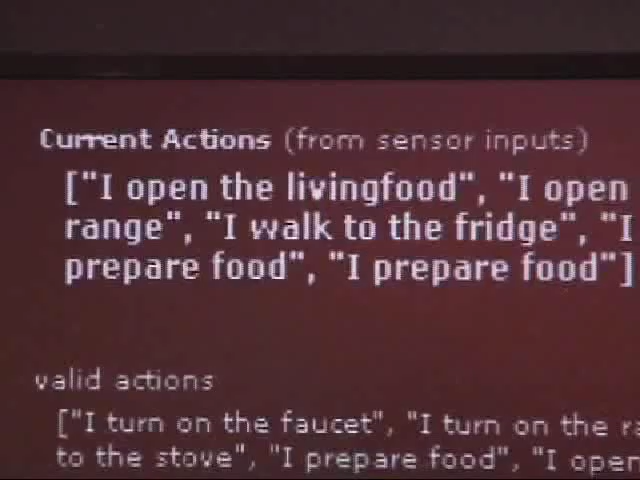 Current Actions (from sensor inputs)
["I open the livingfood", "I open
range", "I walk to the fridge", "I
prepare food", "I prepare food"]
valid actions
["I turn on the faucet", "I turn on the ra
to the stove", "I prepare food", "I open